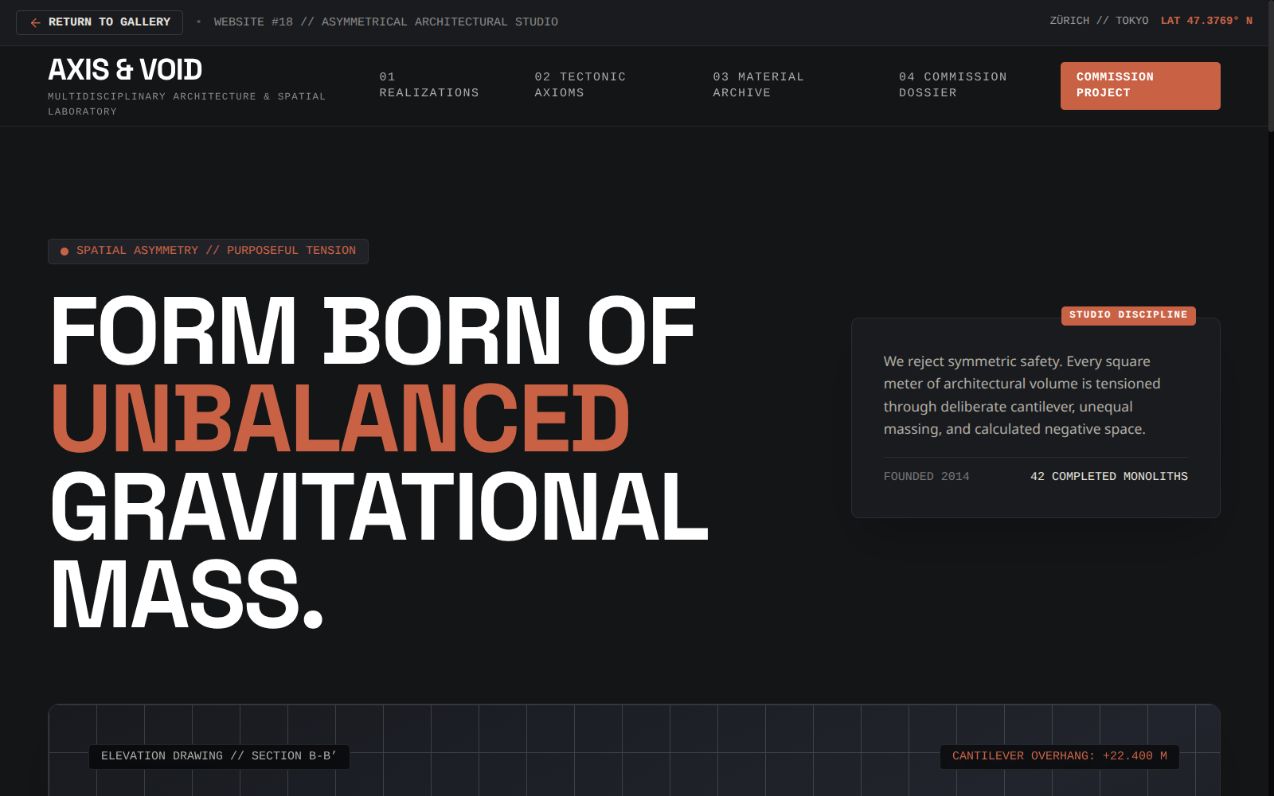 ← RETURN TO GALLERY • WEBSITE #18 // ASYMMETRICAL ARCHITECTURAL STUDIO
ZÜRICH // TOKYO LAT 47.3769° N
AXIS & VOID
MULTIDISCIPLINARY ARCHITECTURE & SPATIAL
LABORATORY
01
REALIZATIONS
02 TECTONIC
AXIOMS
03 MATERIAL
ARCHIVE
04 COMMISSION
DOSSIER
COMMISSION
PROJECT
SPATIAL ASYMMETRY // PURPOSEFUL TENSION
FORM BORN OF
UNBALANCED
GRAVITATIONAL
MASS.
STUDIO DISCIPLINE
We reject symmetric safety. Every square
meter of architectural volume is tensioned
through deliberate cantilever, unequal
massing, and calculated negative space.
FOUNDED 2014
42 COMPLETED MONOLITHS
ELEVATION DRAWING // SECTION B-B′
CANTILEVER OVERHANG: +22.400 M